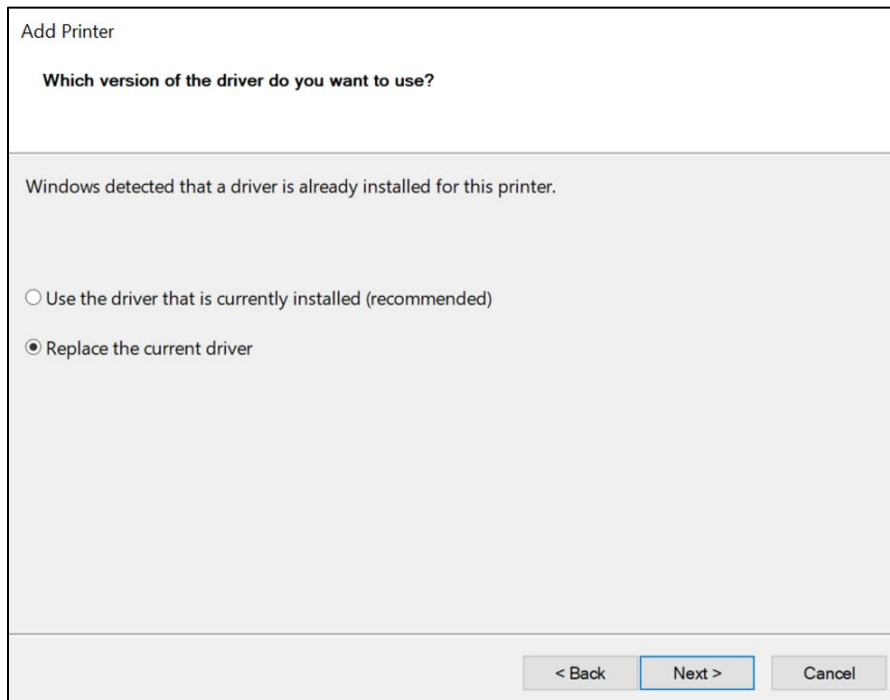 Add Printer
Which version of the driver do you want to use?
Windows detected that a driver is already installed for this printer.
Use the driver that is currently installed (recommended)
Replace the current driver
< Back Next > Cancel